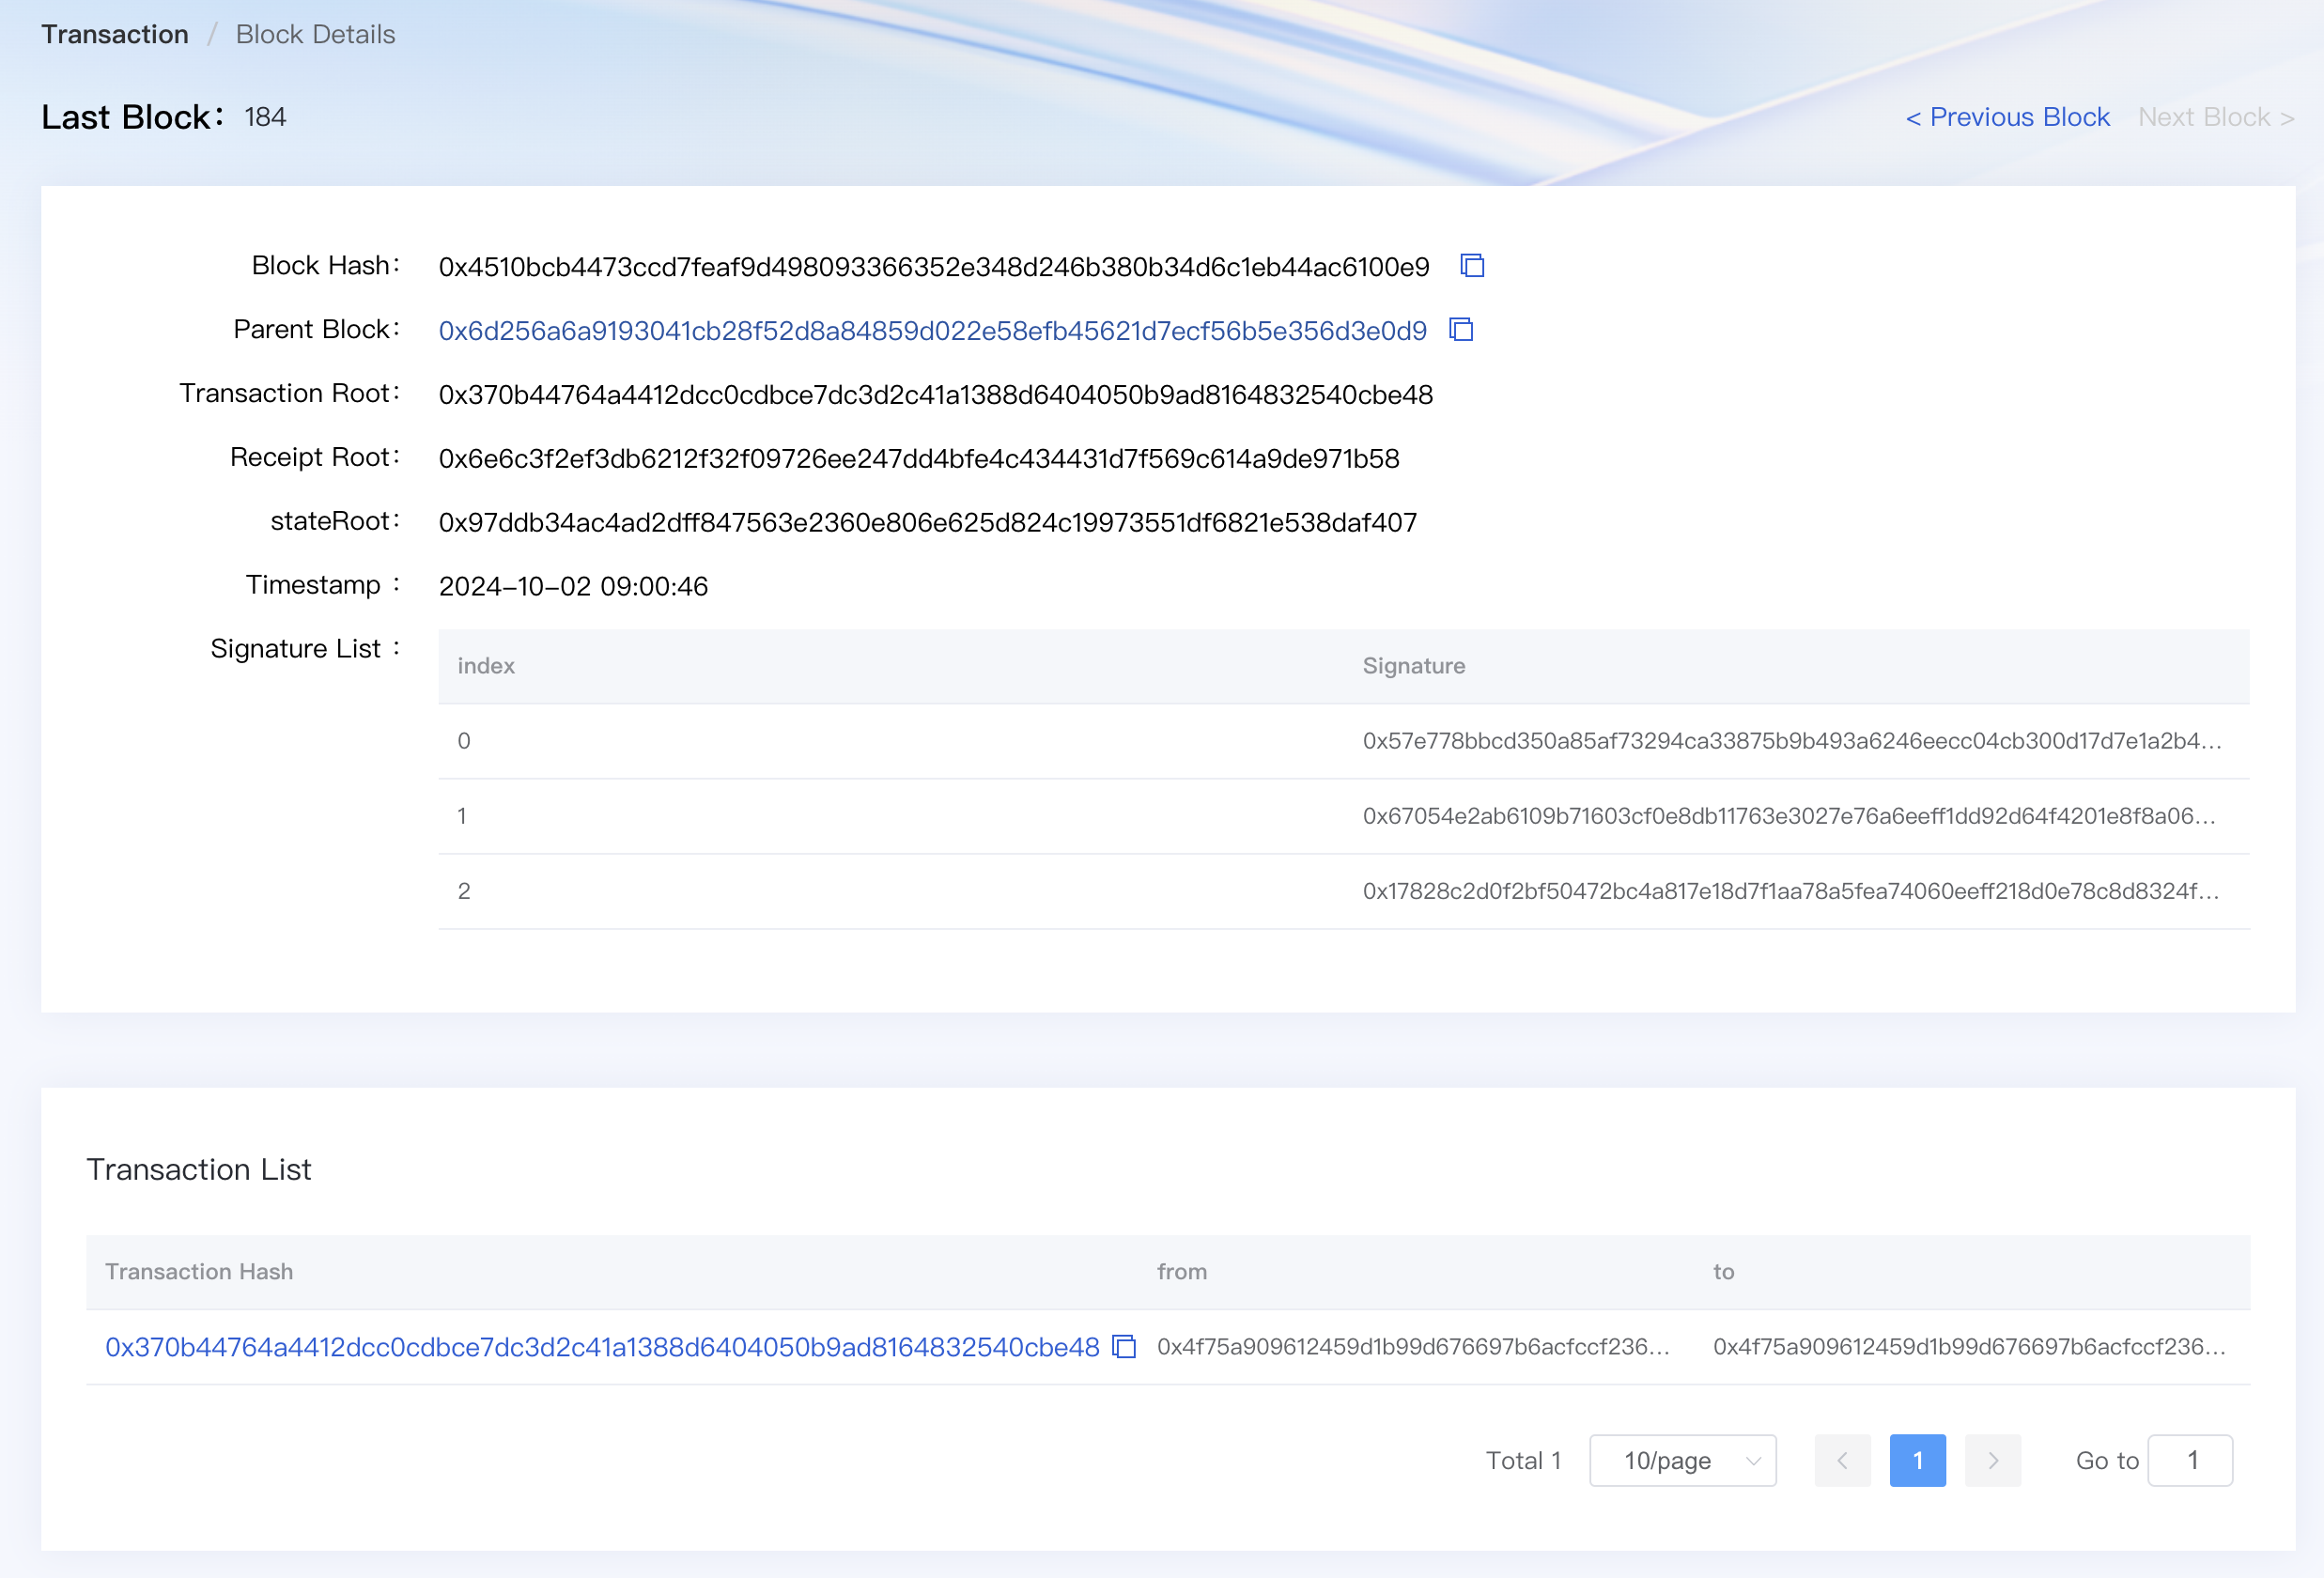 Transaction / Block Details
Last Block： 184
< Previous Block Next Block >
Block Hash： 0x4510bcb4473ccd7feaf9d498093366352e348d246b380b34d6c1eb44ac6100e9
Parent Block： 0x6d256a6a9193041cb28f52d8a84859d022e58efb45621d7ecf56b5e356d3e0d9
Transaction Root： 0x370b44764a4412dcc0cdbce7dc3d2c41a1388d6404050b9ad8164832540cbe48
Receipt Root： 0x6e6c3f2ef3db6212f32f09726ee247dd4bfe4c434431d7f569c614a9de971b58
stateRoot： 0x97ddb34ac4ad2dff847563e2360e806e625d824c19973551df6821e538daf407
Timestamp ： 2024-10-02 09:00:46
Signature List ：
index Signature
0 0x57e778bbcd350a85af73294ca33875b9b493a6246eecc04cb300d17d7e1a2b4...
1 0x67054e2ab6109b71603cf0e8db11763e3027e76a6eeff1dd92d64f4201e8f8a06...
2 0x17828c2d0f2bf50472bc4a817e18d7f1aa78a5fea74060eeff218d0e78c8d8324f...
Transaction List
Transaction Hash from to
0x370b44764a4412dcc0cdbce7dc3d2c41a1388d6404050b9ad8164832540cbe48 0x4f75a909612459d1b99d676697b6acfccf236... 0x4f75a909612459d1b99d676697b6acfccf236...
Total 1 10/page < 1 > Go to 1